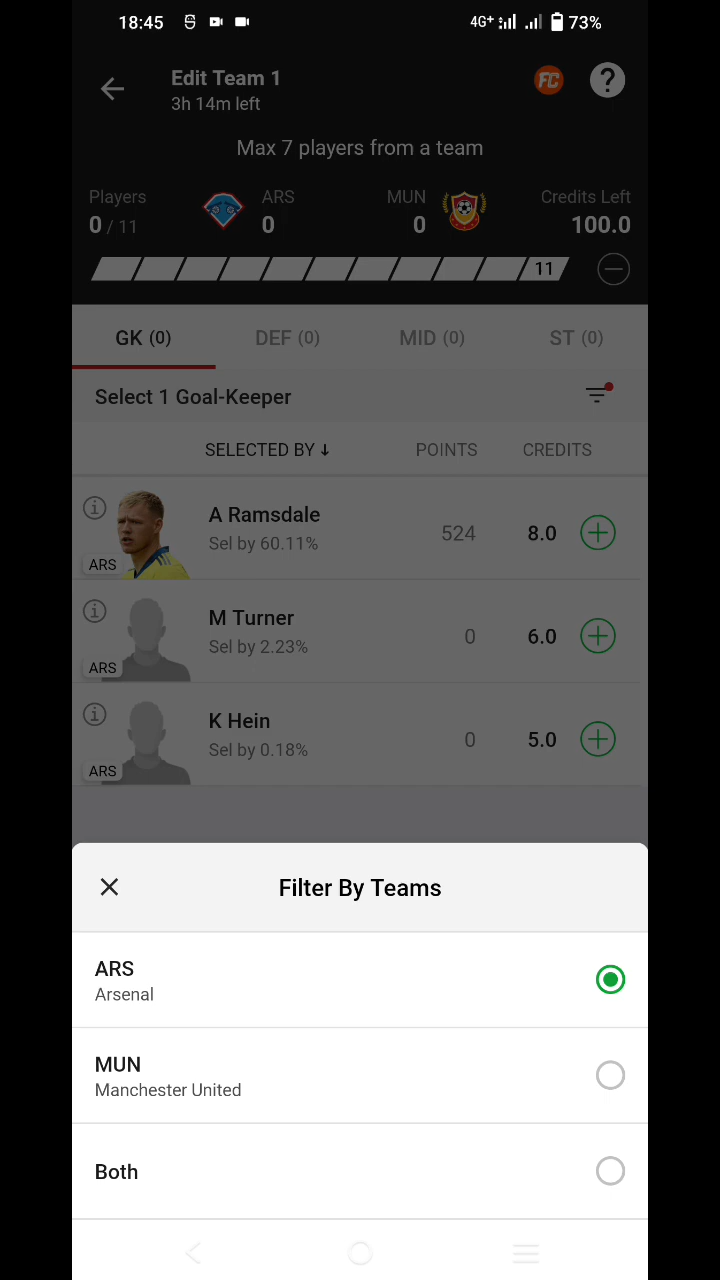 18:45
4G+ 73%
Edit Team 1
3h 14m left
FC ?
Max 7 players from a team
Players ARS MUN Credits Left
0 / 11 0 0 100.0
11
GK (0) DEF (0) MID (0) ST (0)
Select 1 Goal-Keeper
SELECTED BY ↓ POINTS CREDITS
A Ramsdale
Sel by 60.11% 524 8.0
ARS
M Turner
Sel by 2.23% 0 6.0
ARS
K Hein
Sel by 0.18% 0 5.0
ARS
Filter By Teams
ARS
Arsenal
MUN
Manchester United
Both